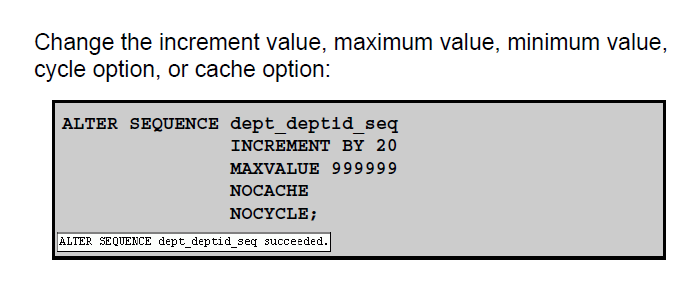 Change the increment value, maximum value, minimum value,
cycle option, or cache option:
ALTER SEQUENCE dept_deptid_seq
INCREMENT BY 20
MAXVALUE 999999
NOCACHE
NOCYCLE;
ALTER SEQUENCE dept_deptid_seq succeeded.